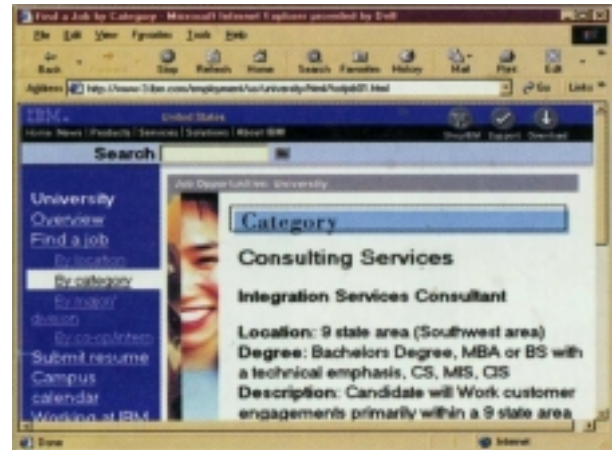 Find a Job by Category - Microsoft Internet Explorer provided by Dell
File Edit View Favorites Tools Help
Back Stop Refresh Home Search Favorites History Mail Print Edit
Address Go Links
IBM United States
Home News Products Services Solutions About IBM
ShopIBM Support Download
Search
Job Opportunities: University
University
Overview
Find a job
By location
By category
By major/
division
By co-op/intern
Submit resume
Campus
calendar
Working at IBM
Category
Consulting Services
Integration Services Consultant
Location: 9 state area (Southwest area)
Degree: Bachelors Degree, MBA or BS with
a technical emphasis, CS, MIS, CIS
Description: Candidate will Work customer
engagements primarily within a 9 state area
Done Internet